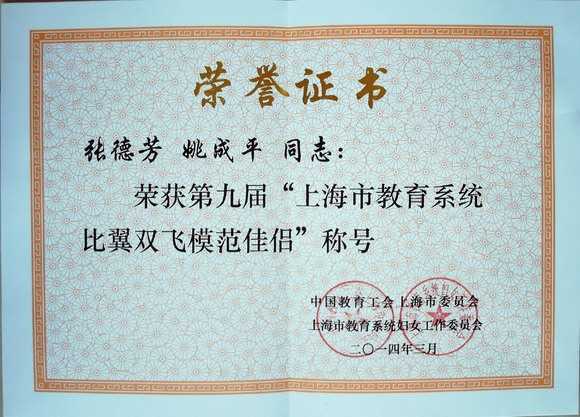 荣誉证书
张德芳 姚成平 同志：
荣获第九届“上海市教育系统
比翼双飞模范佳侣”称号
中国教育工会上海市委员会
上海市教育系统妇女工作委员会
二〇一四年三月